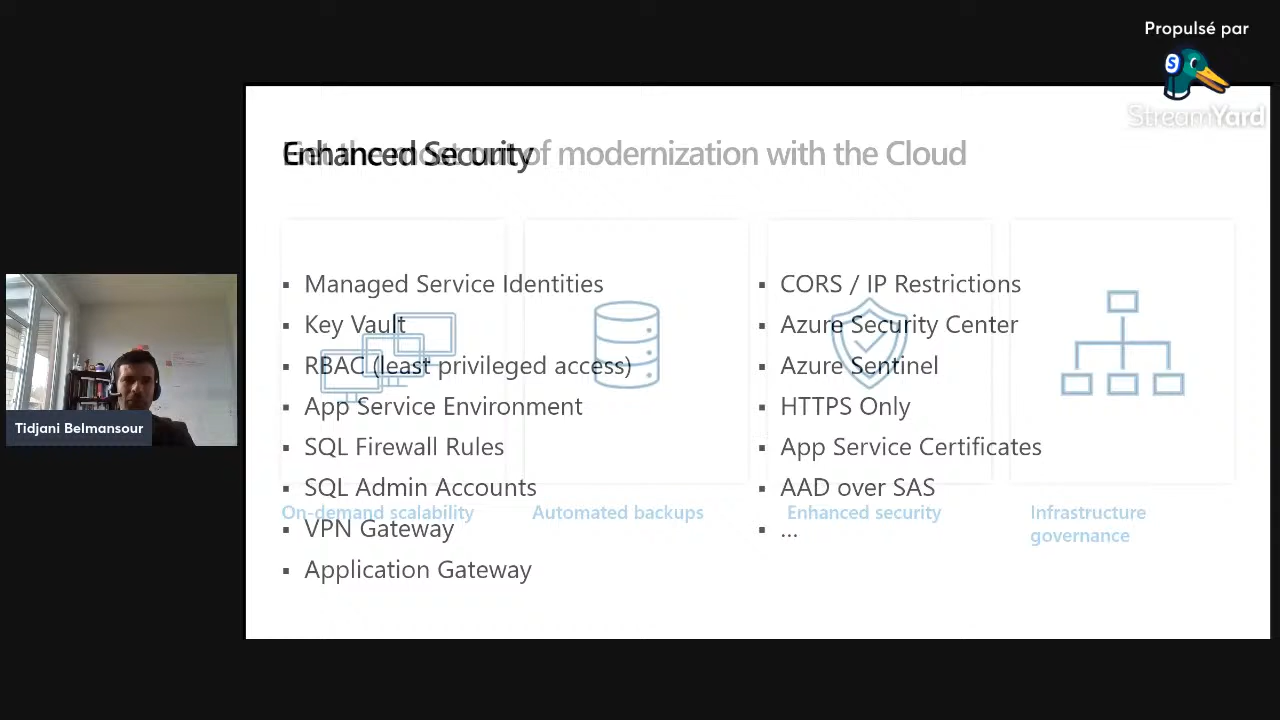 Propulsé par
StreamYard
Enhanced Security
of modernization with the Cloud
Managed Service Identities
Key Vault
RBAC (least privileged access)
App Service Environment
SQL Firewall Rules
SQL Admin Accounts
VPN Gateway
Application Gateway
CORS / IP Restrictions
Azure Security Center
Azure Sentinel
HTTPS Only
App Service Certificates
AAD over SAS
...
On-demand scalability
Automated backups
Enhanced security
Infrastructure
governance
Tidjani Belmansour